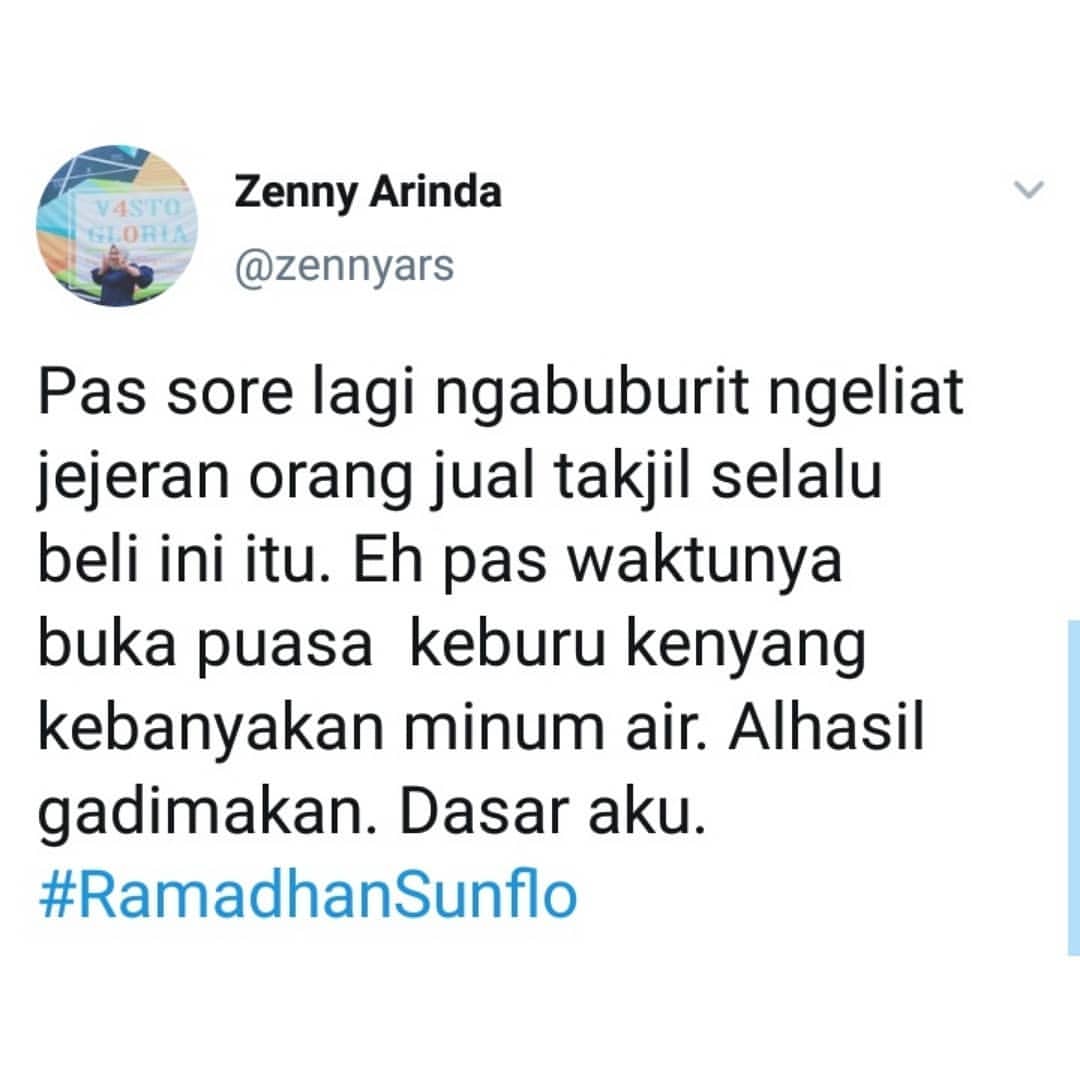 V4STO
GLORIA
Zenny Arinda
@zennyars
Pas sore lagi ngabuburit ngeliat
jejeran orang jual takjil selalu
beli ini itu. Eh pas waktunya
buka puasa  keburu kenyang
kebanyakan minum air. Alhasil
gadimakan. Dasar aku.
#RamadhanSunflo